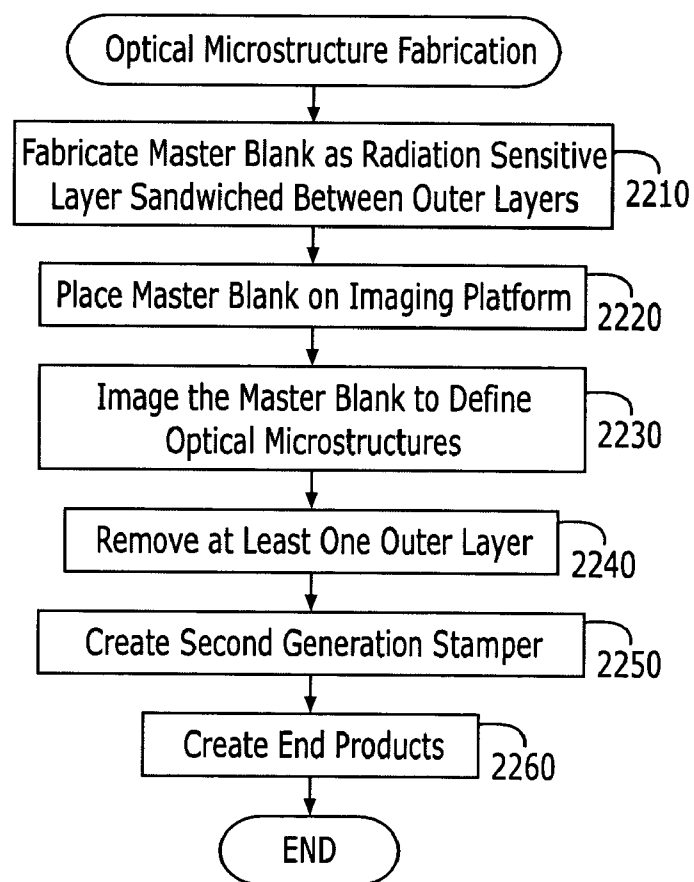 Optical Microstructure Fabrication
Fabricate Master Blank as Radiation Sensitive
Layer Sandwiched Between Outer Layers
2210
Place Master Blank on Imaging Platform
2220
Image the Master Blank to Define
Optical Microstructures
2230
Remove at Least One Outer Layer
2240
Create Second Generation Stamper
2250
Create End Products
2260
END